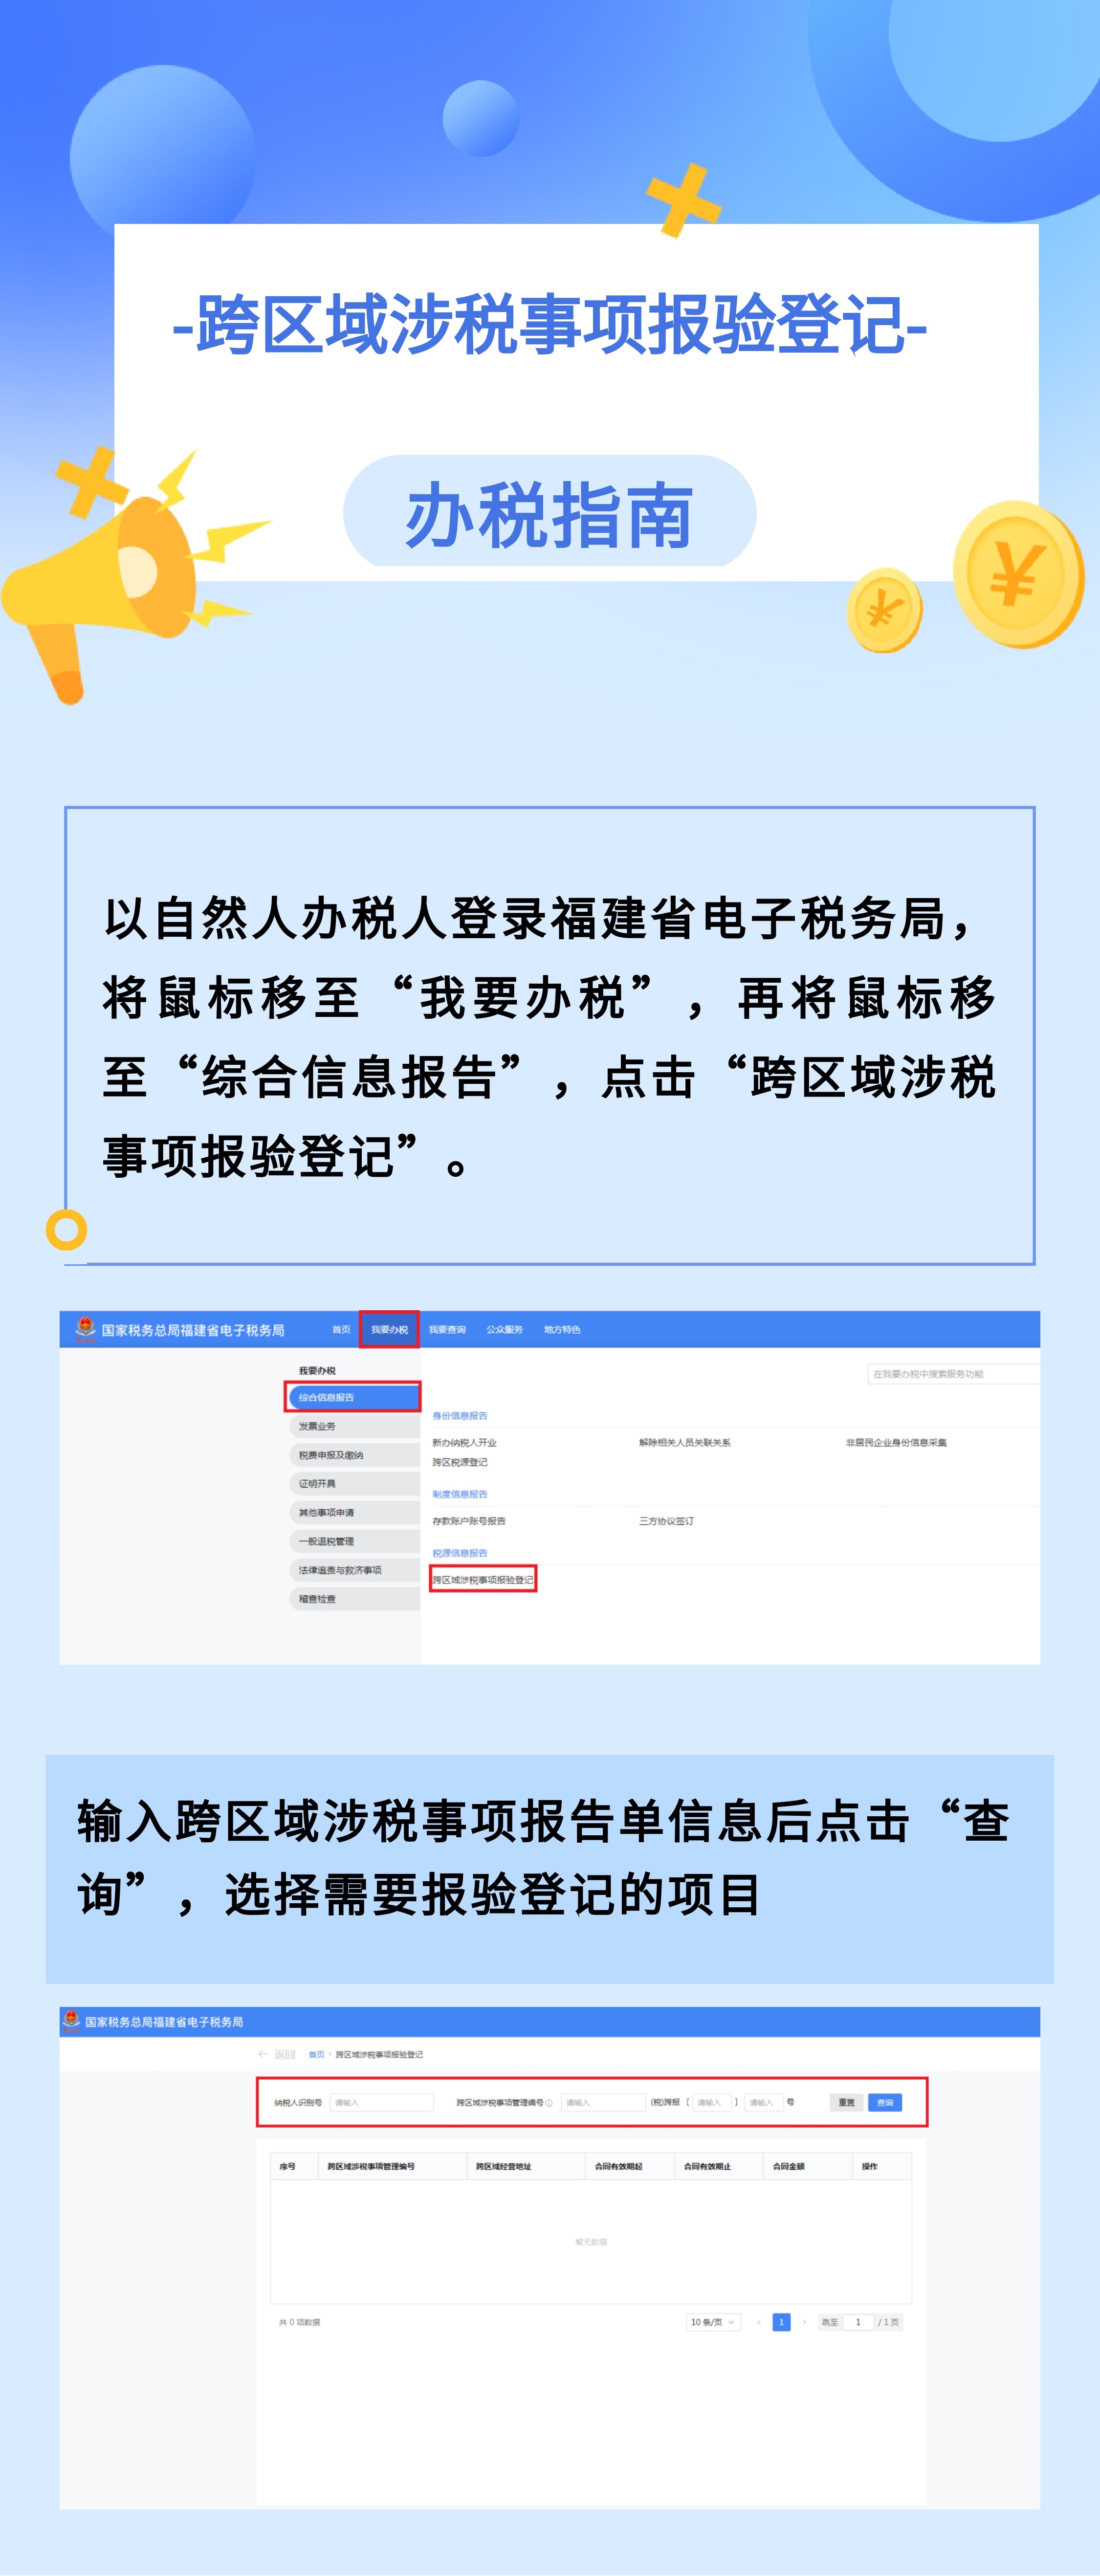 -跨区域涉税事项报验登记-
办税指南
¥
¥
以自然人办税人登录福建省电子税务局，
将鼠标移至“我要办税”，再将鼠标移
至“综合信息报告”，点击“跨区域涉税
事项报验登记”。
国家税务总局福建省电子税务局 首页 我要办税 我要查询 公众服务 地方特色
我要办税
在我要办税中搜索服务功能
综合信息报告
身份信息报告
发票业务
新办纳税人开业 解除相关人员关联关系 非居民企业身份信息采集
税费申报及缴纳
跨区税源登记
证明开具
制度信息报告
其他事项申请
存款账户账号报告 三方协议签订
一般退税管理
税源信息报告
法律追责与救济事项
跨区域涉税事项报验登记
稽查检查
输入跨区域涉税事项报告单信息后点击“查
询”，选择需要报验登记的项目
国家税务总局福建省电子税务局
← 返回 首页 > 跨区域涉税事项报验登记
纳税人识别号 请输入 跨区域涉税事项管理编号 请输入 (税)跨报 〔 请输入 〕 请输入 号 重置 查询
序号 跨区域涉税事项管理编号 跨区域经营地址 合同有效期起 合同有效期止 合同金额 操作
暂无数据
共 0 项数据 10 条/页 < 1 > 跳至 1 / 1 页